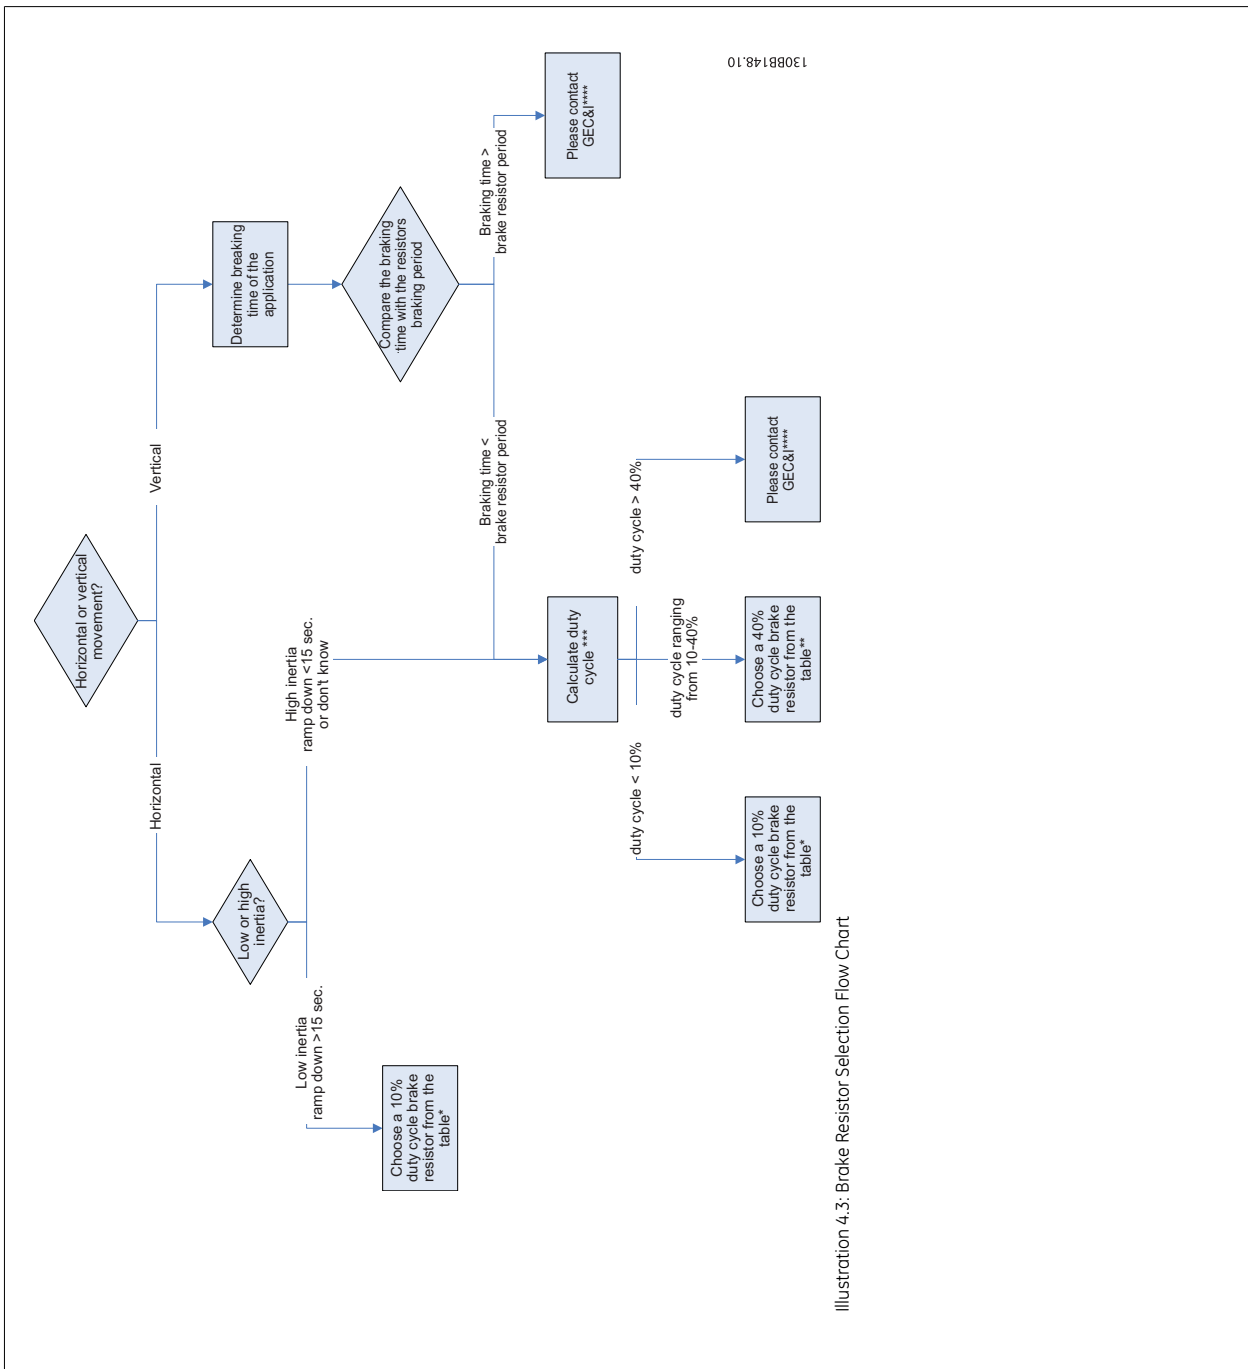 Horizontal or vertical
movement?
Horizontal
Vertical
Low or high
inertia?
Determine breaking
time of the
application
Low inertia
ramp down >15 sec.
High inertia
ramp down <15 sec.
or don't know
Compare the braking
time with the resistors
braking period
Choose a 10%
duty cycle brake
resistor from the
table*
Braking time <
brake resistor period
Braking time >
brake resistor period
Calculate duty
cycle ***
Please contact
GEC&I****
duty cycle < 10%
duty cycle ranging
from 10-40%
duty cycle > 40%
Choose a 10%
duty cycle brake
resistor from the
table*
Choose a 40%
duty cycle brake
resistor from the
table**
Please contact
GEC&I****
130BB148.10
Illustration 4.3: Brake Resistor Selection Flow Chart